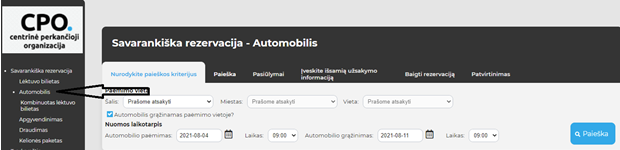 CPO.
centrinė perkančioji
organizacija
Savarankiška rezervacija
Lėktuvo bilietas
Automobilis
Kombinuotas lėktuvo
bilietas
Apgyvendinimas
Draudimas
Kelionės paketas
Savarankiška rezervacija - Automobilis
Nurodykite paieškos kriterijus
Paieška
Pasiūlymai
Įveskite išsamią užsakymo
informaciją
Baigti rezervaciją
Patvirtinimas
Paėmimo vieta
Šalis: Prašome atsakyti Miestas: Prašome atsakyti Vieta: Prašome atsakyti
Automobilis grąžinamas paėmimo vietoje?
Nuomos laikotarpis
Automobilio paėmimas: 2021-08-04 Laikas: 09:00 Automobilio grąžinimas: 2021-08-11 Laikas: 09:00
Paieška